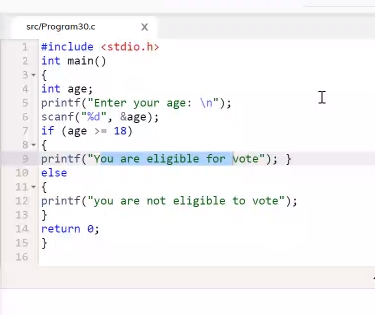 src/Program30.c X
1 #include <stdio.h>
2 int main()
3 {
4 int age;
5 printf("Enter your age: \n");
6 scanf("%d", &age);
7 if (age >= 18)
8 {
9 printf("You are eligible for vote"); }
10 else
11 {
12 printf("you are not eligible to vote");
13 }
14 return 0;
15 }
16